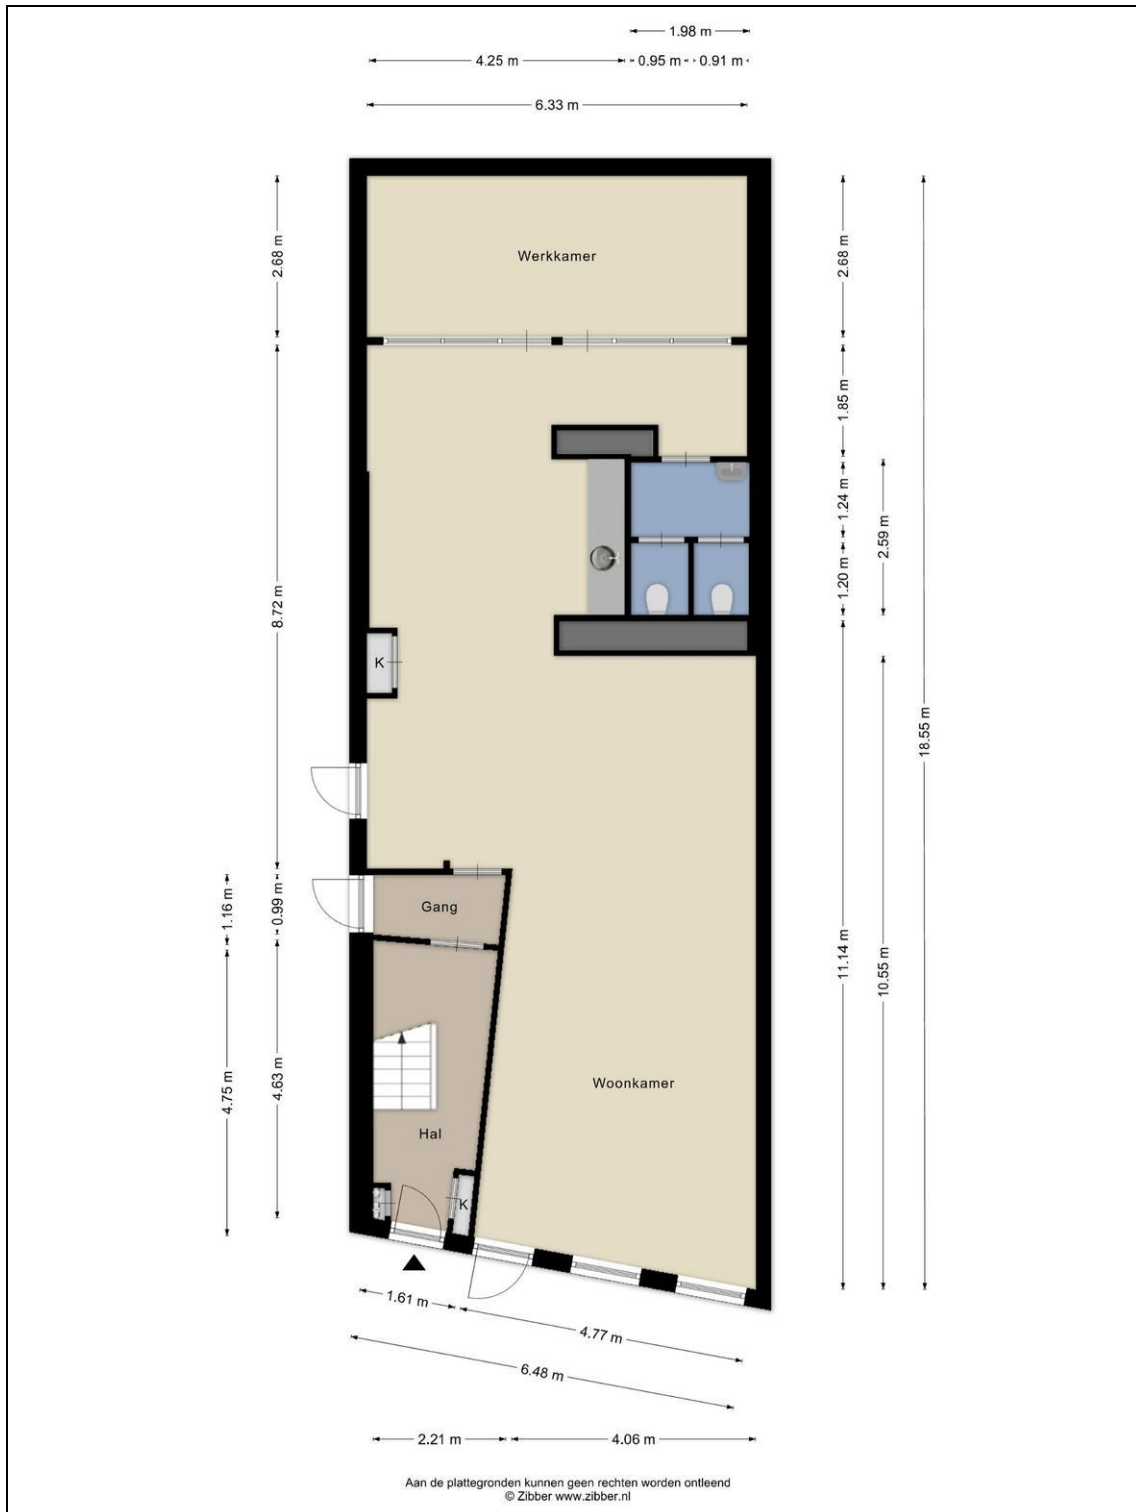 1.98 m
4.25 m
0.95 m
0.91 m
6.33 m
2.68 m
2.68 m
Werkkamer
1.85 m
1.24 m
2.59 m
1.20 m
8.72 m
K
18.55 m
1.16 m
0.99 m
Gang
11.14 m
10.55 m
4.75 m
4.63 m
Woonkamer
Hal
K
1.61 m
4.77 m
6.48 m
2.21 m
4.06 m
Aan de plattegronden kunnen geen rechten worden ontleend
© Zibber www.zibber.nl